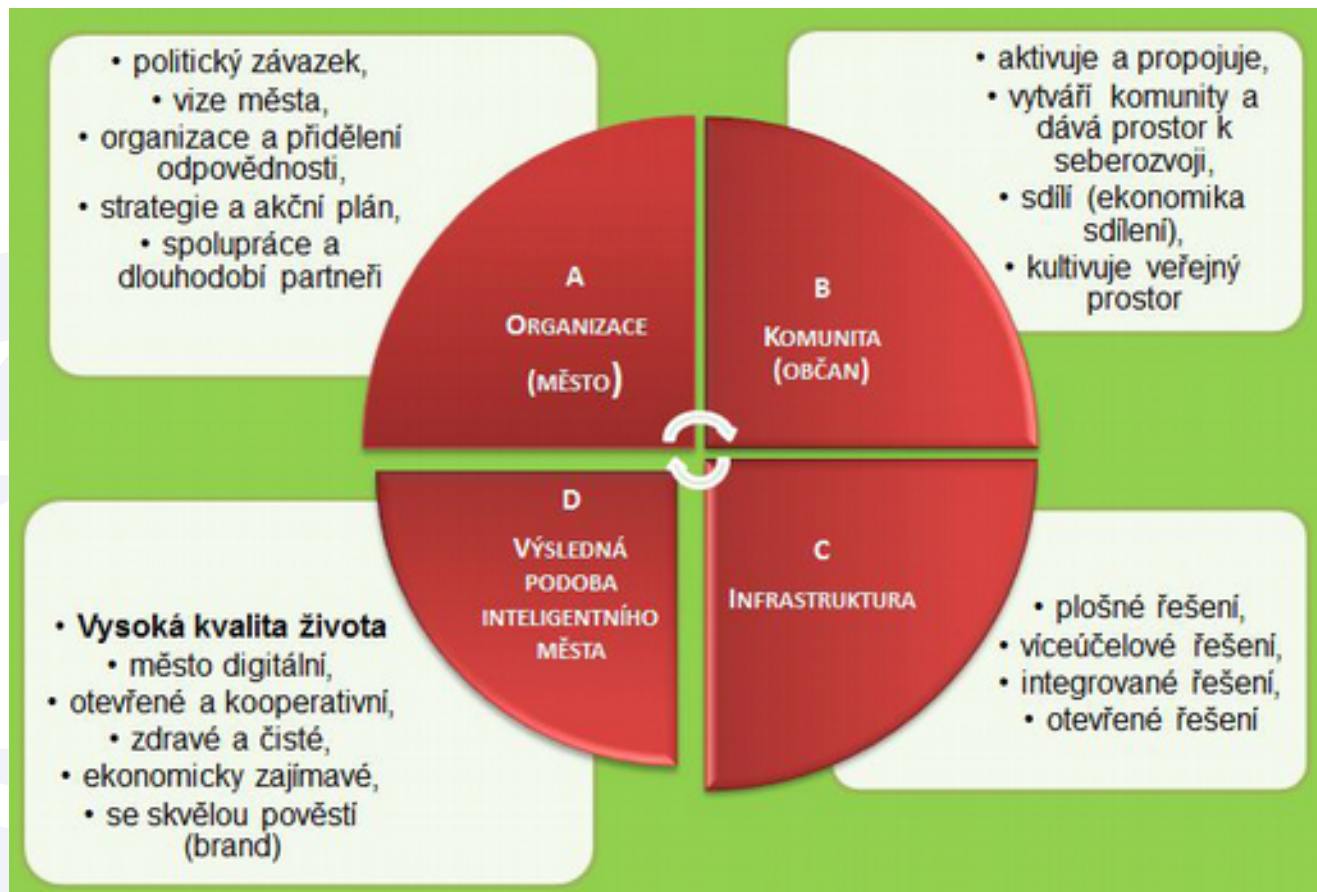 • politický závazek,
• vize města,
• organizace a přidělení
odpovědnosti,
• strategie a akční plán,
• spolupráce a
dlouhodobí partneři
• aktivuje a propojuje,
• vytváří komunity a
dává prostor k
seberozvoji,
• sdílí (ekonomika
sdílení),
• kultivuje veřejný
prostor
A
ORGANIZACE
(MĚSTO)
B
KOMUNITA
(OBČAN)
D
VÝSLEDNÁ
PODOBA
INTELIGENTNÍHO
MĚSTA
C
INFRASTRUKTURA
• Vysoká kvalita života
• město digitální,
• otevřené a kooperativní,
• zdravé a čisté,
• ekonomicky zajímavé,
• se skvělou pověstí
(brand)
• plošné řešení,
• víceúčelové řešení,
• integrované řešení,
• otevřené řešení